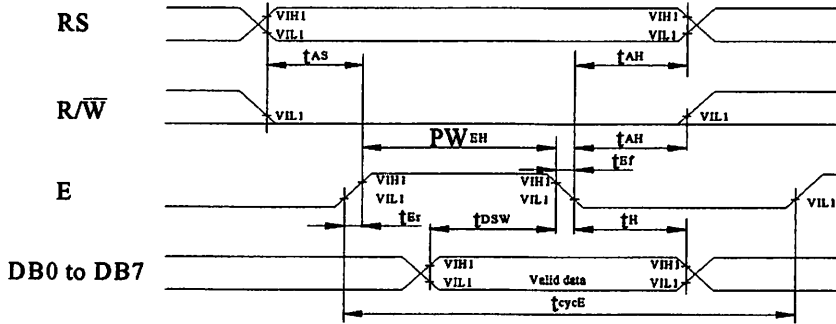 RS
VIH1
VIL1
VIH1
VIL1
tAS
tAH
R/W̅
VIL1
VIL1
PWEH
tAH
tEf
E
VIH1
VIL1
VIH1
VIL1
VIL1
tEr
tDSW
tH
DB0 to DB7
VIH1
VIL1
Valid data
VIH1
VIL1
tcycE